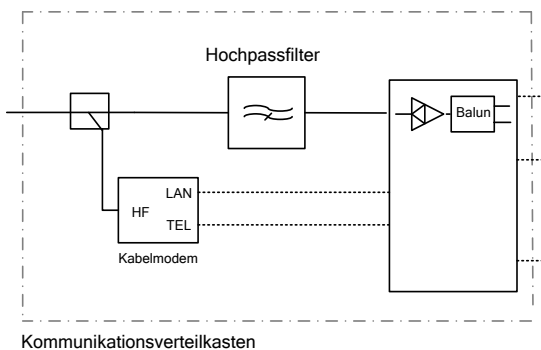 Hochpassfilter
Balun
LAN
HF
TEL
Kabelmodem
Kommunikationsverteilkasten